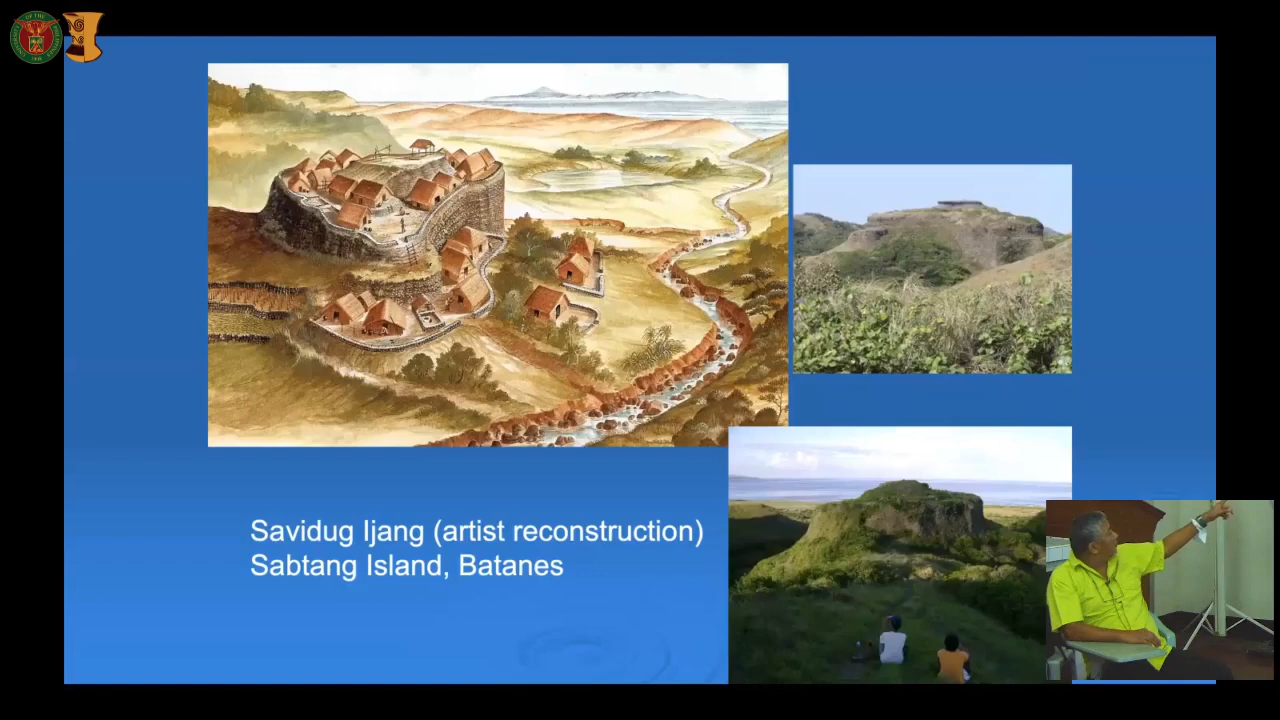 Savidug Ijang (artist reconstruction)
Sabtang Island, Batanes